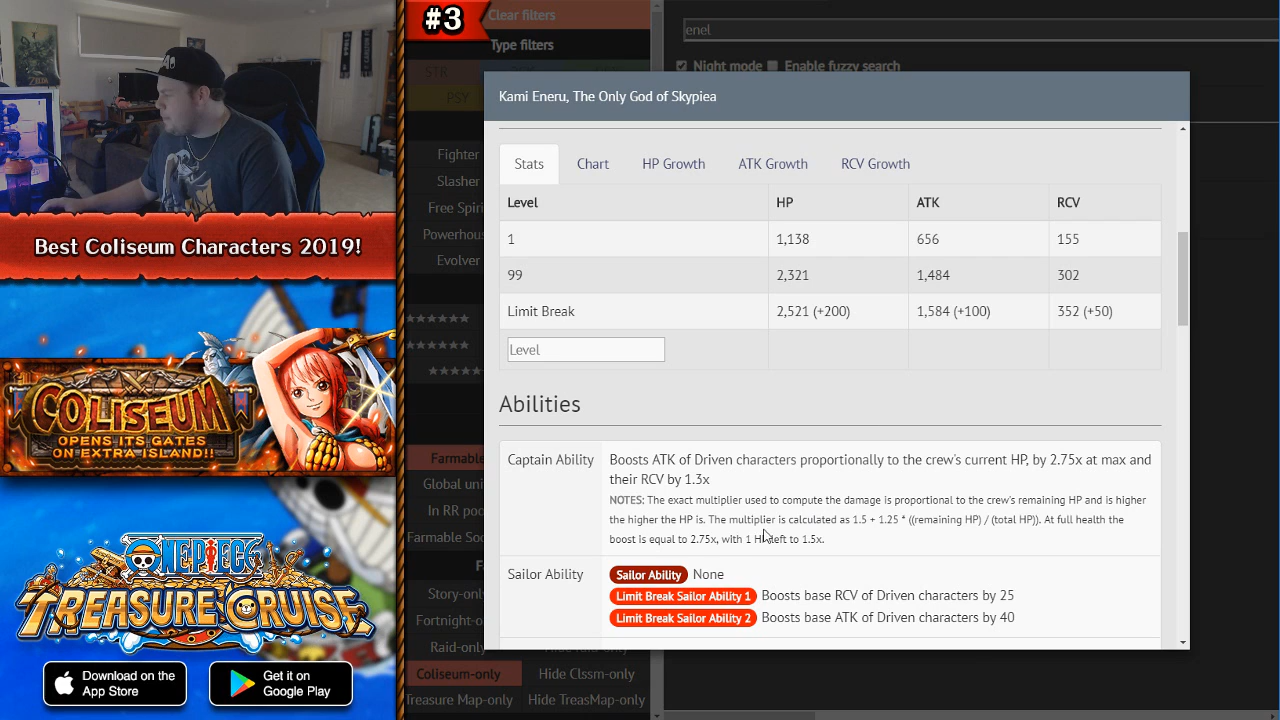 #3
Best Coliseum Characters 2019!
COLISEUM
OPENS ITS GATES
ON EXTRA ISLAND!!
ONE PIECE
TREASURE CRUISE
Download on the
App Store
Get it on
Google Play
Clear filters
Type filters
STR
PSY
Fighter
Slasher
Free Spiri
Powerhous
Evolver
Farmable
Global uni
In RR poo
Farmable Soc
F
Story-only
Fortnight-o
Raid-only
Coliseum-only
Hide Clssm-only
Treasure Map-only
Hide TreasMap-only
enel
Night mode
Enable fuzzy search
Kami Eneru, The Only God of Skypiea
Stats Chart HP Growth ATK Growth RCV Growth
Level HP ATK RCV
1 1,138 656 155
99 2,321 1,484 302
Limit Break 2,521 (+200) 1,584 (+100) 352 (+50)
Level
Abilities
Captain Ability
Boosts ATK of Driven characters proportionally to the crew's current HP, by 2.75x at max and
their RCV by 1.3x
NOTES: The exact multiplier used to compute the damage is proportional to the crew's remaining HP and is higher
the higher the HP is. The multiplier is calculated as 1.5 + 1.25 * ((remaining HP) / (total HP)). At full health the
boost is equal to 2.75x, with 1 HP left to 1.5x.
Sailor Ability
Sailor Ability None
Limit Break Sailor Ability 1 Boosts base RCV of Driven characters by 25
Limit Break Sailor Ability 2 Boosts base ATK of Driven characters by 40